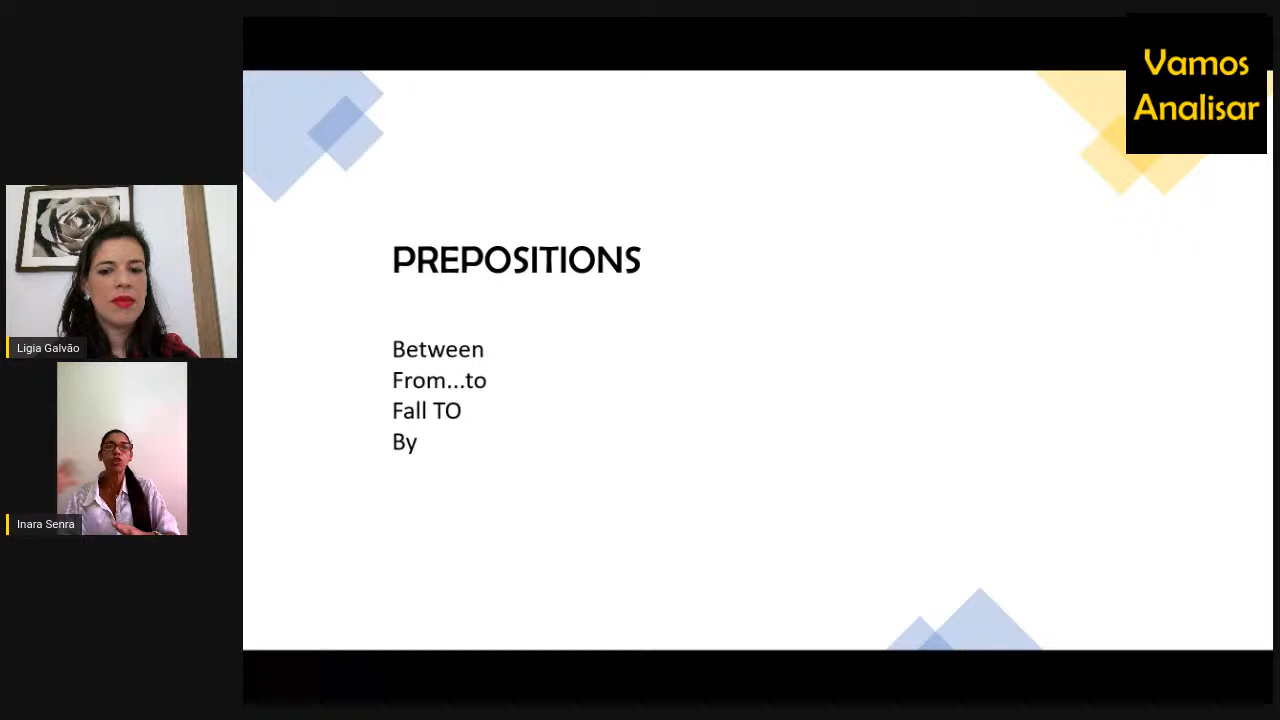 Vamos
Analisar
PREPOSITIONS
Between
From...to
Fall TO
By
Ligia Galvão
Inara Senra